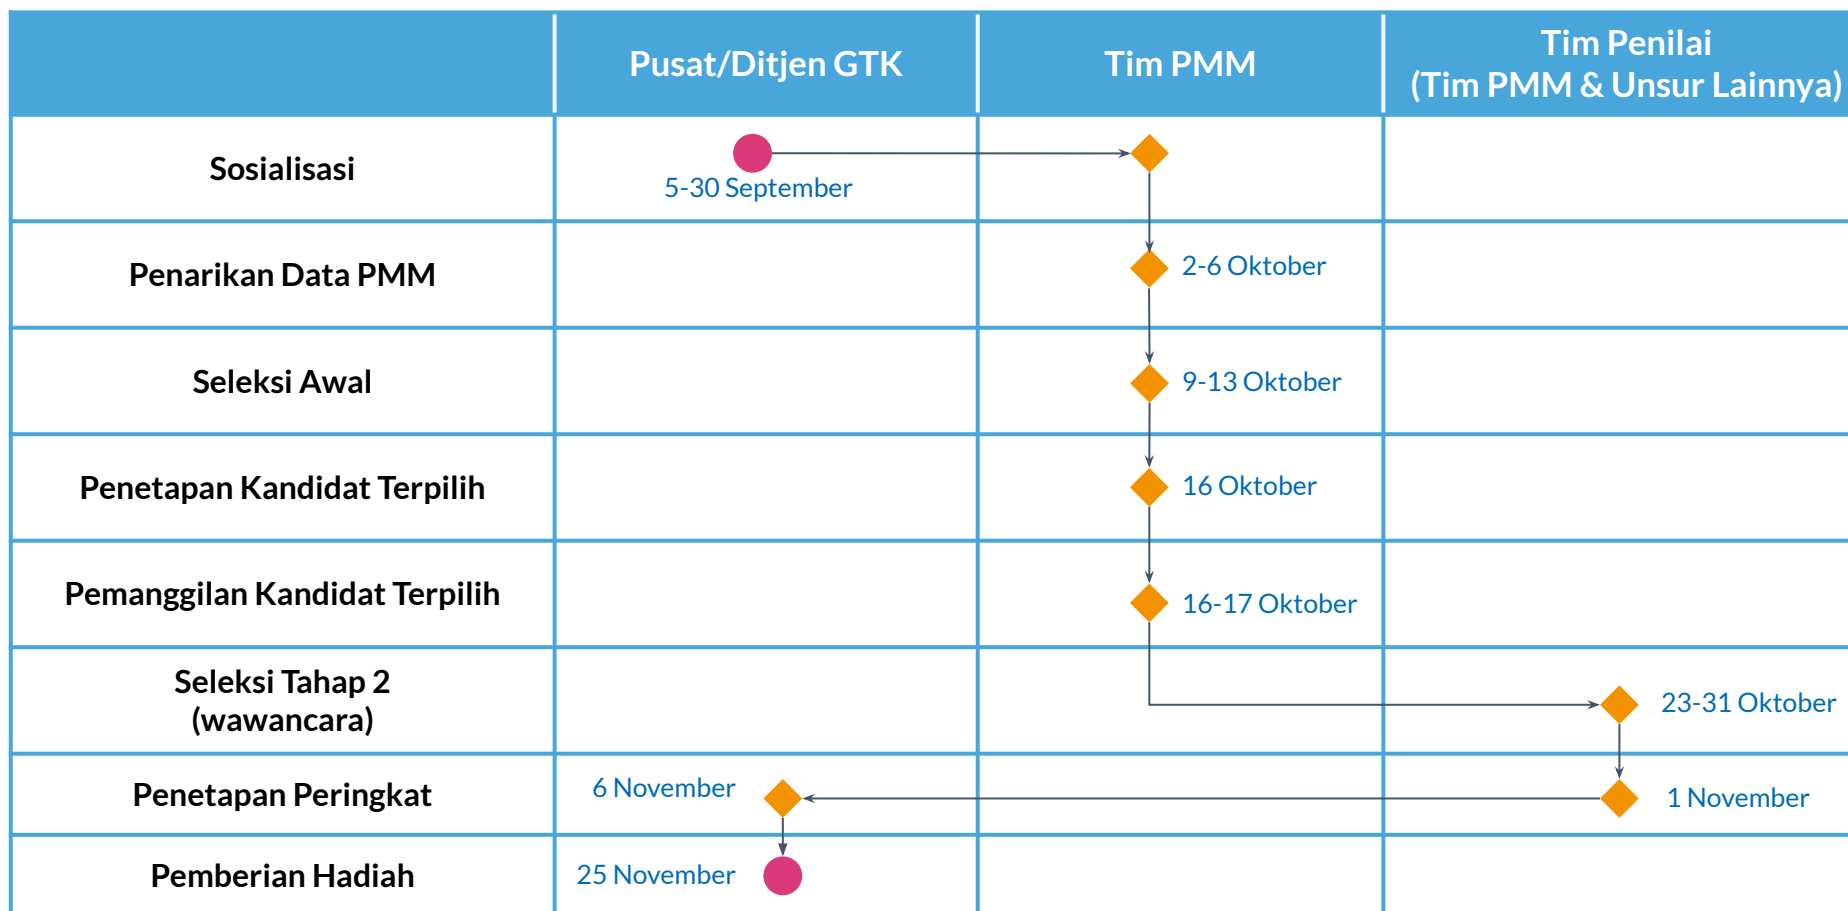 Pusat/Ditjen GTK
Tim PMM
Tim Penilai
(Tim PMM & Unsur Lainnya)
Sosialisasi
5-30 September
Penarikan Data PMM
2-6 Oktober
Seleksi Awal
9-13 Oktober
Penetapan Kandidat Terpilih
16 Oktober
Pemanggilan Kandidat Terpilih
16-17 Oktober
Seleksi Tahap 2
(wawancara)
23-31 Oktober
Penetapan Peringkat
6 November
1 November
Pemberian Hadiah
25 November